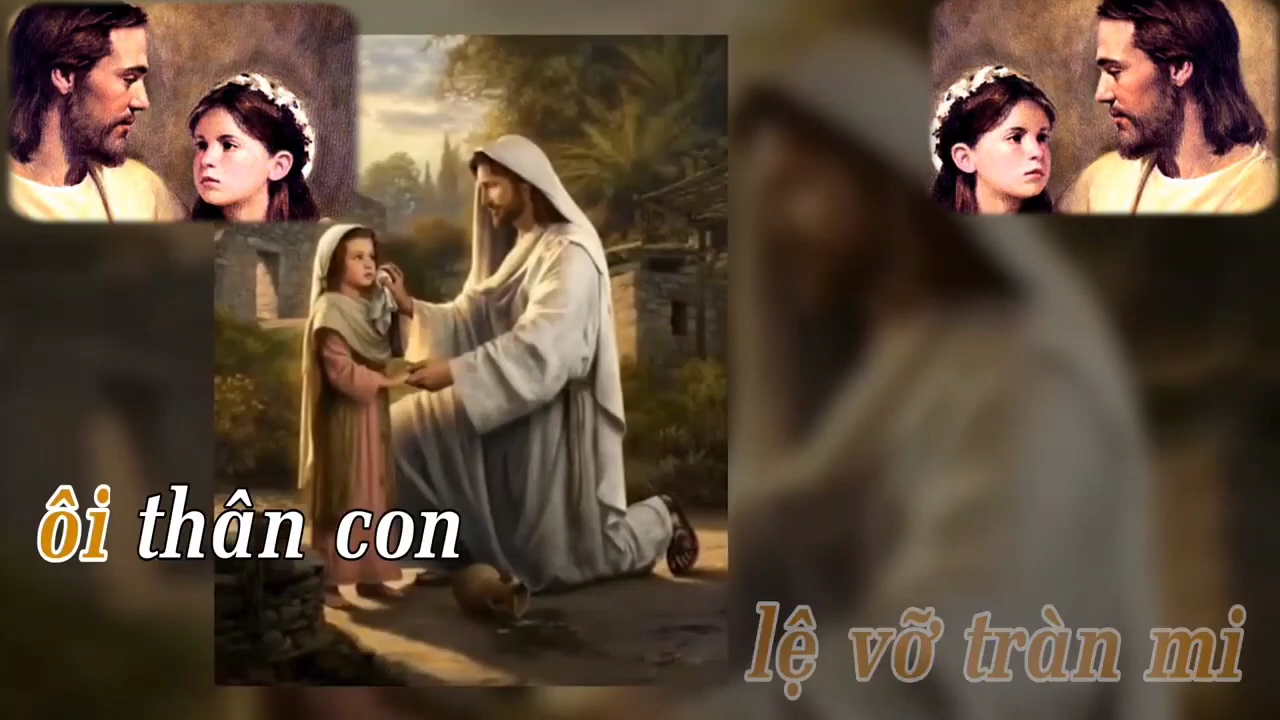 ôi thân con
lệ vỡ tràn mi